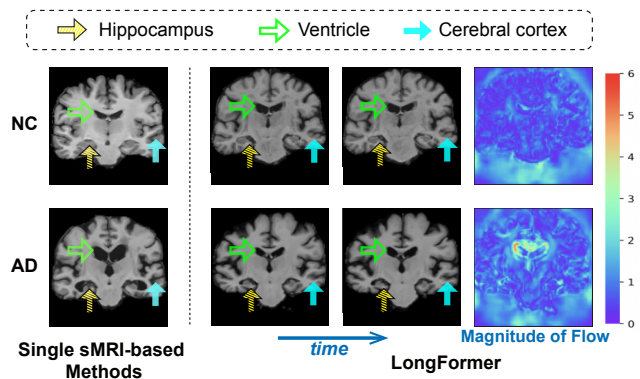 Hippocampus Ventricle Cerebral cortex
NC
AD
6
5
4
3
2
1
0
Single sMRI-based
Methods
time
LongFormer
Magnitude of Flow